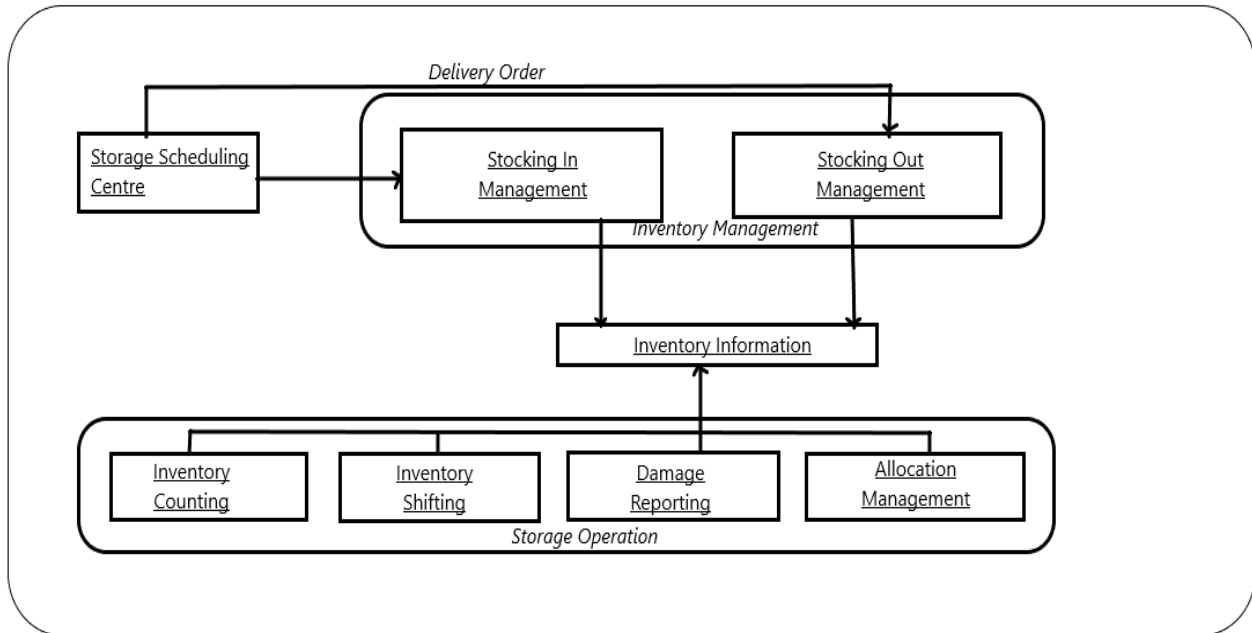 Delivery Order
Storage Scheduling
Centre
Stocking In
Management
Stocking Out
Management
Inventory Management
Inventory Information
Inventory
Counting
Inventory
Shifting
Damage
Reporting
Allocation
Management
Storage Operation